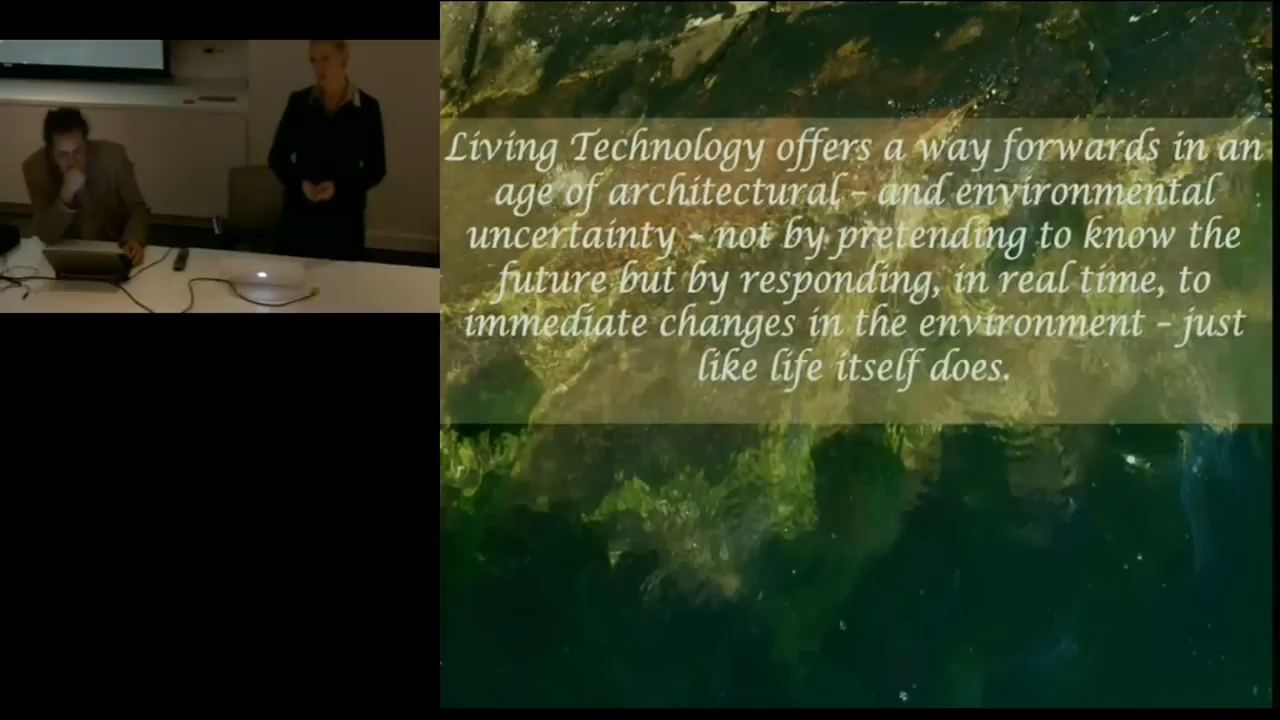 Living Technology offers a way forwards in an
age of architectural – and environmental
uncertainty – not by pretending to know the
future but by responding, in real time, to
immediate changes in the environment – just
like life itself does.